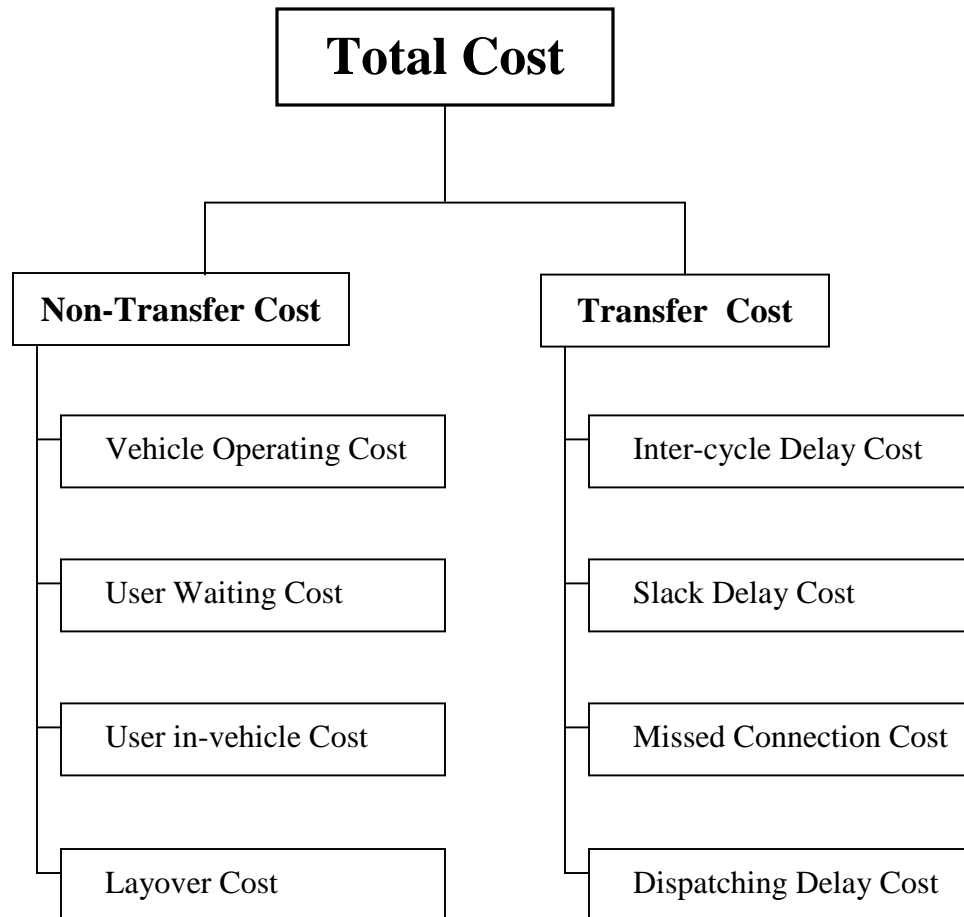 Total Cost
Non-Transfer Cost
Transfer Cost
Vehicle Operating Cost
Inter-cycle Delay Cost
User Waiting Cost
Slack Delay Cost
User in-vehicle Cost
Missed Connection Cost
Layover Cost
Dispatching Delay Cost